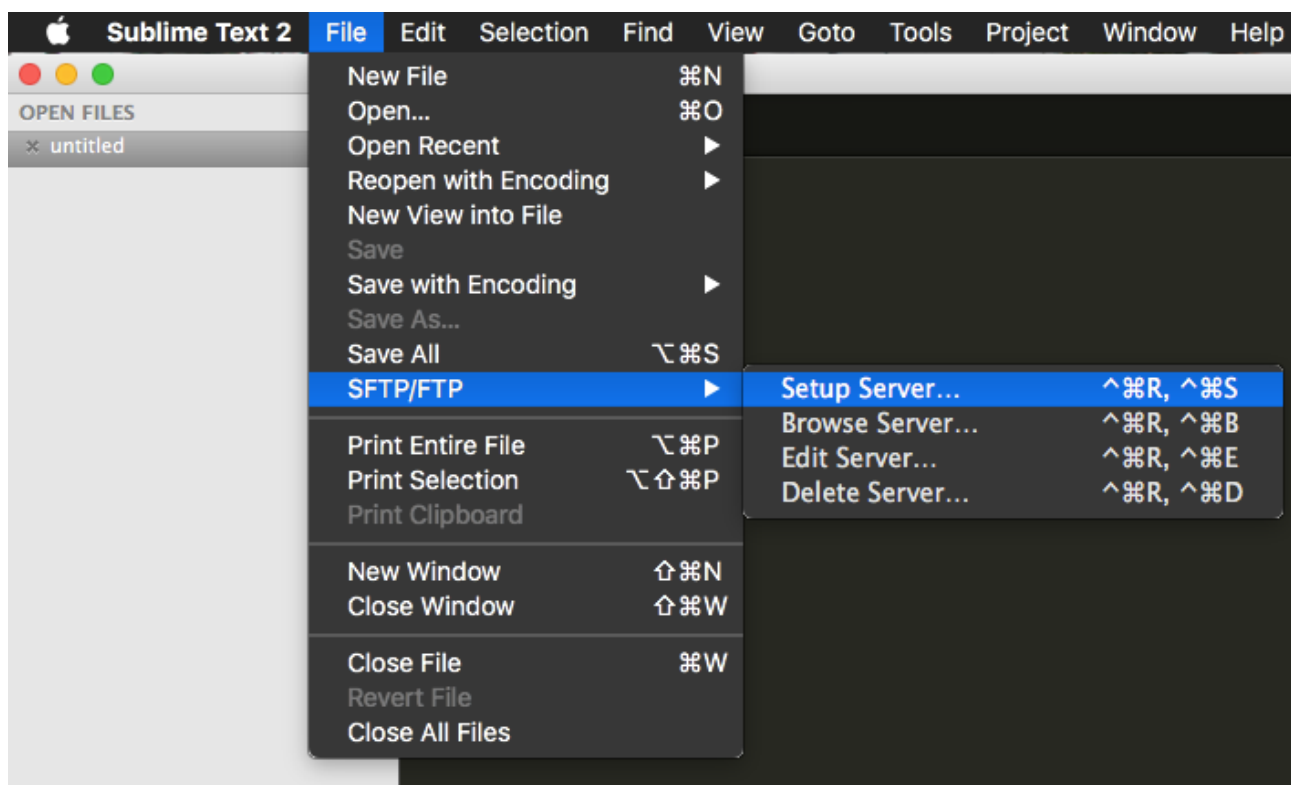 Sublime Text 2 File Edit Selection Find View Goto Tools Project Window Help
OPEN FILES
× untitled
New File ⌘N
Open... ⌘O
Open Recent ▶
Reopen with Encoding ▶
New View into File
Save
Save with Encoding ▶
Save As...
Save All ⌥⌘S
SFTP/FTP ▶
Setup Server... ^⌘R, ^⌘S
Browse Server... ^⌘R, ^⌘B
Edit Server... ^⌘R, ^⌘E
Delete Server... ^⌘R, ^⌘D
Print Entire File ⌥⌘P
Print Selection ⌥⇧⌘P
Print Clipboard
New Window ⇧⌘N
Close Window ⇧⌘W
Close File ⌘W
Revert File
Close All Files